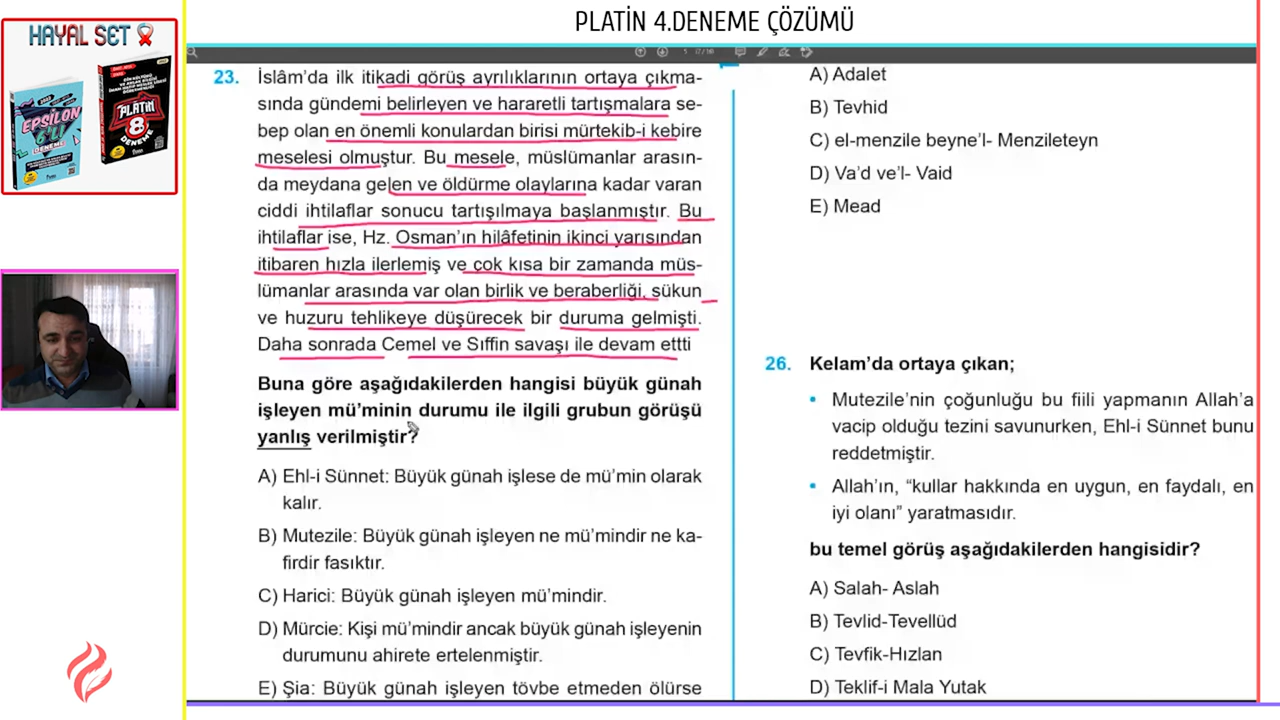 PLATİN 4.DENEME ÇÖZÜMÜ
HAYAL SET
EPSİLON
6'LI
DENEME
PLATİN
8
DENEME
23. İslâm'da ilk itikadi görüş ayrılıklarının ortaya çıkma-
sında gündemi belirleyen ve hararetli tartışmalara se-
bep olan en önemli konulardan birisi mürtekib-i kebire
meselesi olmuştur. Bu mesele, müslümanlar arasın-
da meydana gelen ve öldürme olaylarına kadar varan
ciddi ihtilaflar sonucu tartışılmaya başlanmıştır. Bu
ihtilaflar ise, Hz. Osman'ın hilâfetinin ikinci yarısından
itibaren hızla ilerlemiş ve çok kısa bir zamanda müs-
lümanlar arasında var olan birlik ve beraberliği, sükun
ve huzuru tehlikeye düşürecek bir duruma gelmişti.
Daha sonrada Cemel ve Sıffin savaşı ile devam ettti
Buna göre aşağıdakilerden hangisi büyük günah
işleyen mü'minin durumu ile ilgili grubun görüşü
yanlış verilmiştir?
A) Ehl-i Sünnet: Büyük günah işlese de mü'min olarak
kalır.
B) Mutezile: Büyük günah işleyen ne mü'mindir ne ka-
firdir fasıktır.
C) Harici: Büyük günah işleyen mü'mindir.
D) Mürcie: Kişi mü'mindir ancak büyük günah işleyenin
durumunu ahirete ertelenmiştir.
E) Şia: Büyük günah işleyen tövbe etmeden ölürse
A) Adalet
B) Tevhid
C) el-menzile beyne'l- Menzileteyn
D) Va'd ve'l- Vaid
E) Mead
26. Kelam'da ortaya çıkan;
• Mutezile'nin çoğunluğu bu fiili yapmanın Allah'a
vacip olduğu tezini savunurken, Ehl-i Sünnet bunu
reddetmiştir.
• Allah'ın, "kullar hakkında en uygun, en faydalı, en
iyi olanı" yaratmasıdır.
bu temel görüş aşağıdakilerden hangisidir?
A) Salah- Aslah
B) Tevlid-Tevellüd
C) Tevfik-Hızlan
D) Teklif-i Mala Yutak